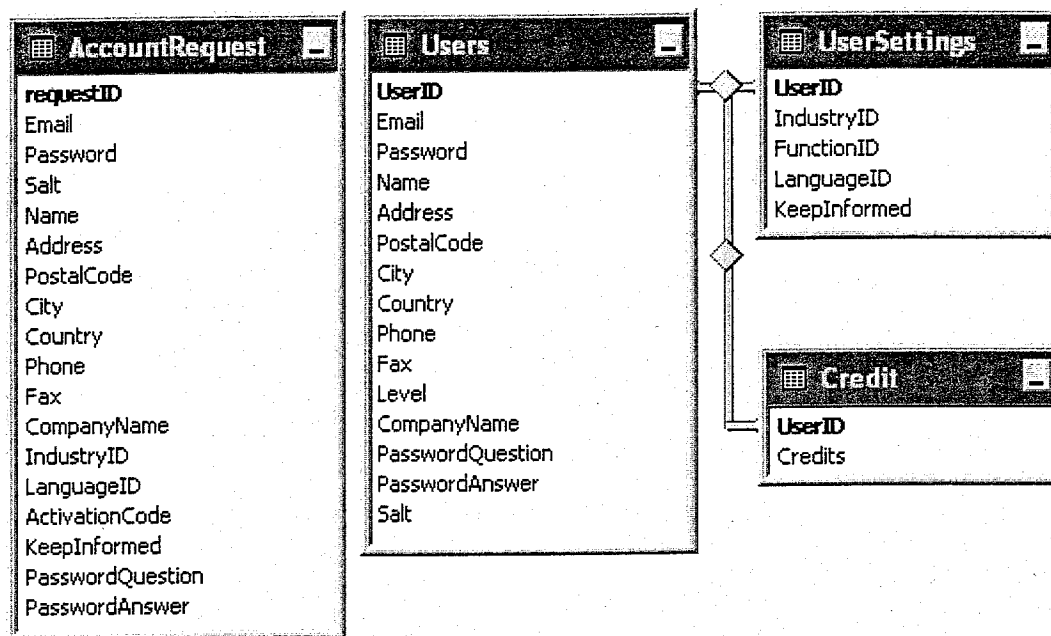 AccountRequest
requestID
Email
Password
Salt
Name
Address
PostalCode
City
Country
Phone
Fax
CompanyName
IndustryID
LanguageID
ActivationCode
KeepInformed
PasswordQuestion
PasswordAnswer
Users
UserID
Email
Password
Name
Address
PostalCode
City
Country
Phone
Fax
Level
CompanyName
PasswordQuestion
PasswordAnswer
Salt
UserSettings
UserID
IndustryID
FunctionID
LanguageID
KeepInformed
Credit
UserID
Credits